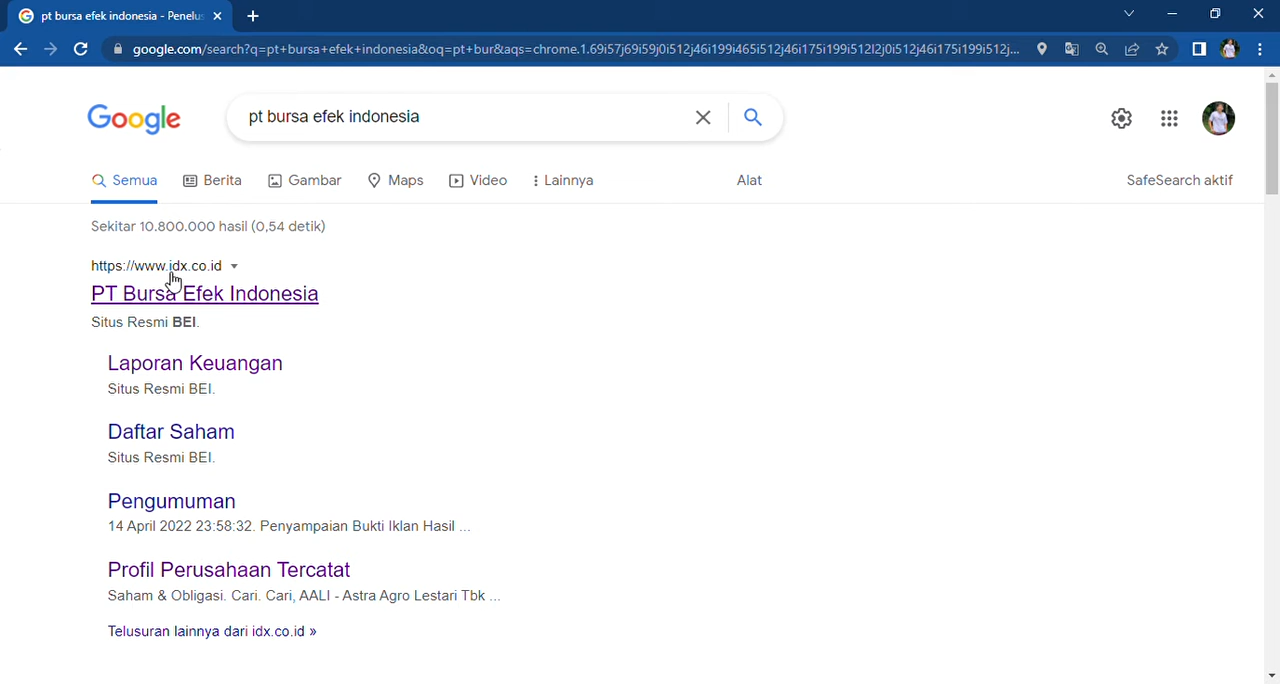 pt bursa efek indonesia - Penelus
google.com/search?q=pt+bursa+efek+indonesia&oq=pt+bur&aqs=chrome.1.69i57j69i59j0i512j46i199i465i512j46i175i199i512l2j0i512j46i175i199i512j...
Google
pt bursa efek indonesia
Semua Berita Gambar Maps Video Lainnya Alat SafeSearch aktif
Sekitar 10.800.000 hasil (0,54 detik)
https://www.idx.co.id
PT Bursa Efek Indonesia
Situs Resmi BEI.
Laporan Keuangan
Situs Resmi BEI.
Daftar Saham
Situs Resmi BEI.
Pengumuman
14 April 2022 23:58:32. Penyampaian Bukti Iklan Hasil ...
Profil Perusahaan Tercatat
Saham & Obligasi. Cari. Cari, AALI - Astra Agro Lestari Tbk ...
Telusuran lainnya dari idx.co.id »